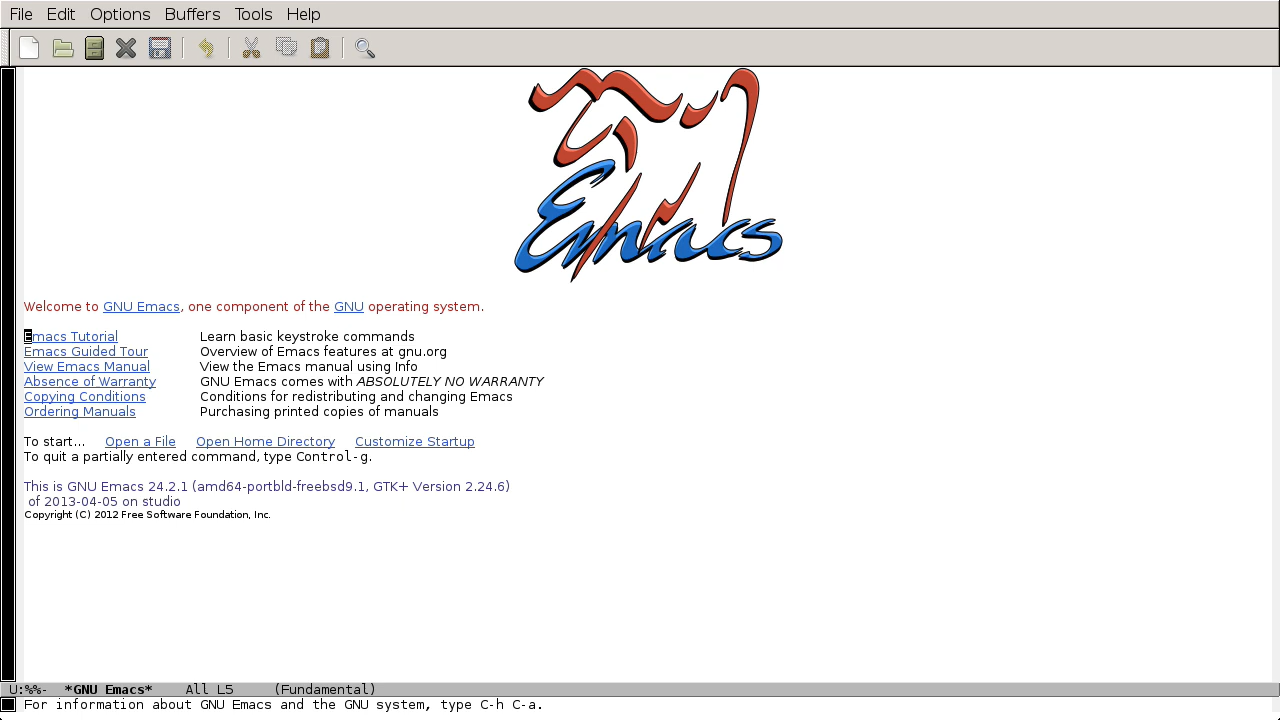 File Edit Options Buffers Tools Help
Emacs
Welcome to GNU Emacs, one component of the GNU operating system.
Emacs Tutorial Learn basic keystroke commands
Emacs Guided Tour Overview of Emacs features at gnu.org
View Emacs Manual View the Emacs manual using Info
Absence of Warranty GNU Emacs comes with ABSOLUTELY NO WARRANTY
Copying Conditions Conditions for redistributing and changing Emacs
Ordering Manuals Purchasing printed copies of manuals
To start... Open a File Open Home Directory Customize Startup
To quit a partially entered command, type Control-g.
This is GNU Emacs 24.2.1 (amd64-portbld-freebsd9.1, GTK+ Version 2.24.6)
of 2013-04-05 on studio
Copyright (C) 2012 Free Software Foundation, Inc.
U:%%- *GNU Emacs* All L5 (Fundamental)
For information about GNU Emacs and the GNU system, type C-h C-a.